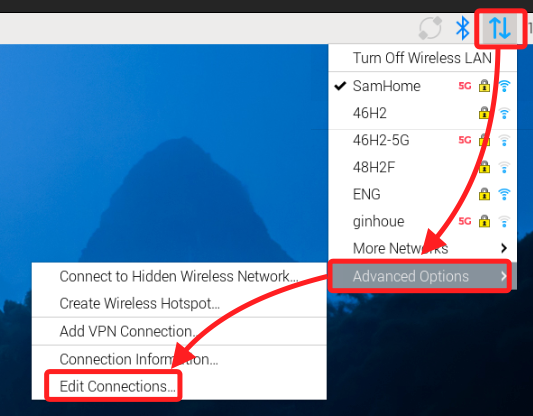 Turn Off Wireless LAN
SamHome 5G
46H2
46H2-5G 5G
48H2F
ENG
ginhoue 5G
More Networks
Advanced Options
Connect to Hidden Wireless Network...
Create Wireless Hotspot...
Add VPN Connection...
Connection Information...
Edit Connections...